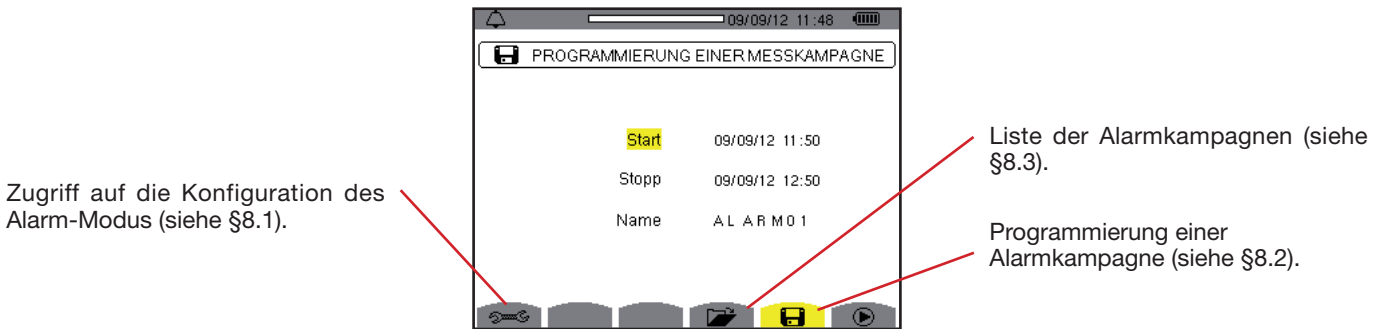 09/09/12 11:48
PROGRAMMIERUNG EINER MESSKAMPAGNE
Start 09/09/12 11:50
Stopp 09/09/12 12:50
Name ALARM01
Zugriff auf die Konfiguration des
Alarm-Modus (siehe §8.1).
Liste der Alarmkampagnen (siehe
§8.3).
Programmierung einer
Alarmkampagne (siehe §8.2).